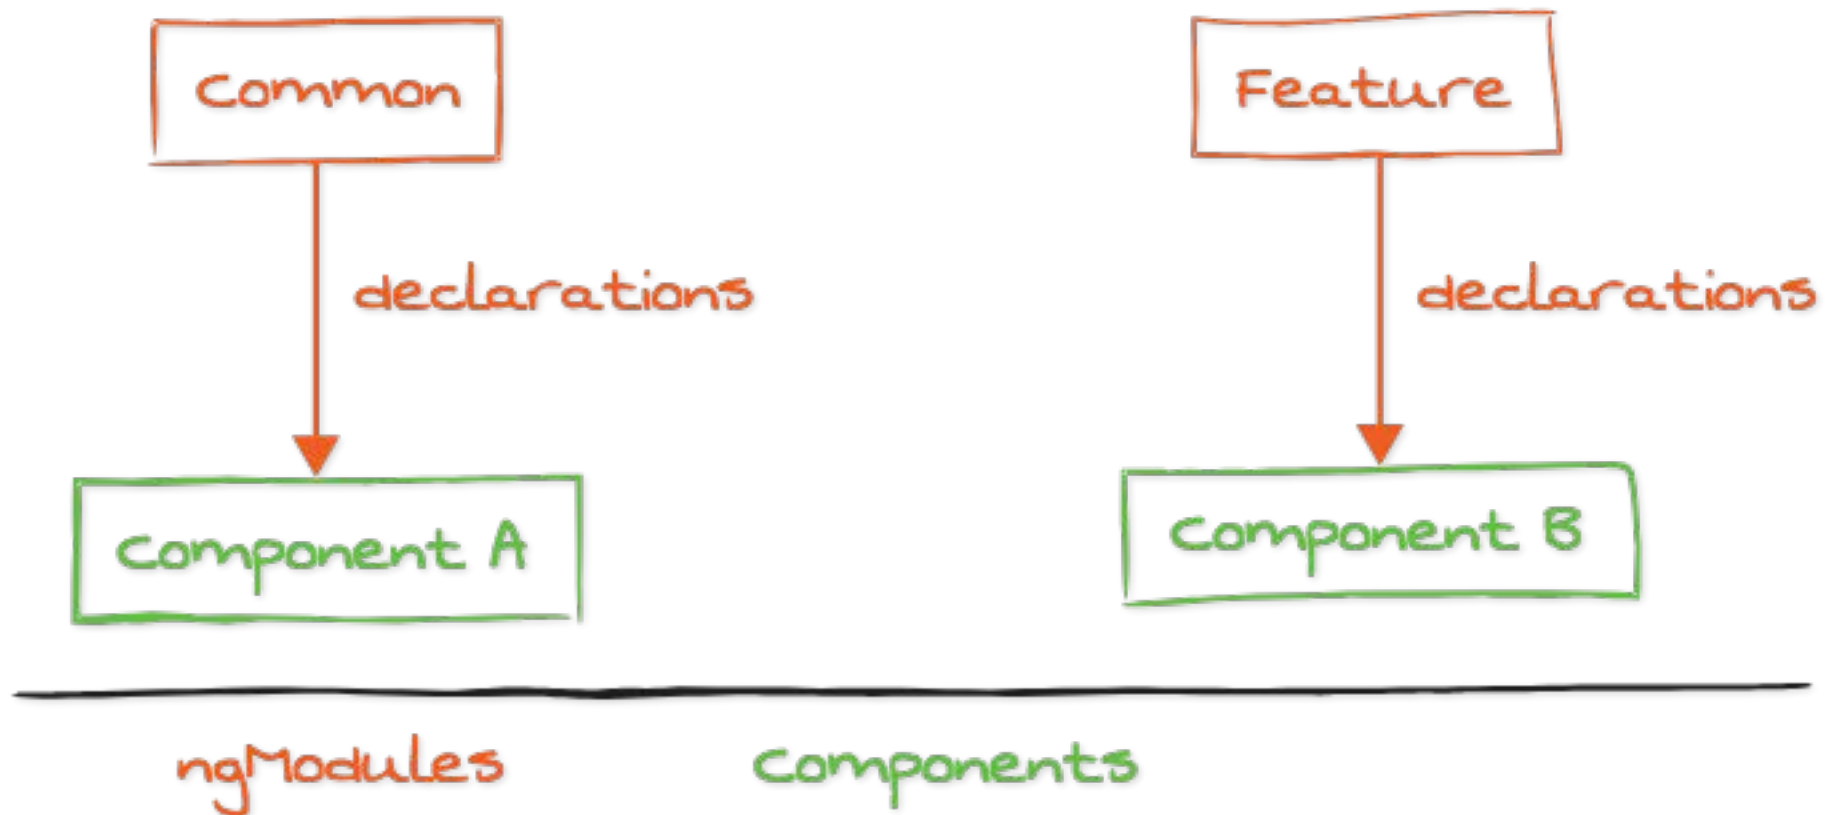 Common
Feature
declarations
declarations
Component A
Component B
ngModules
Components